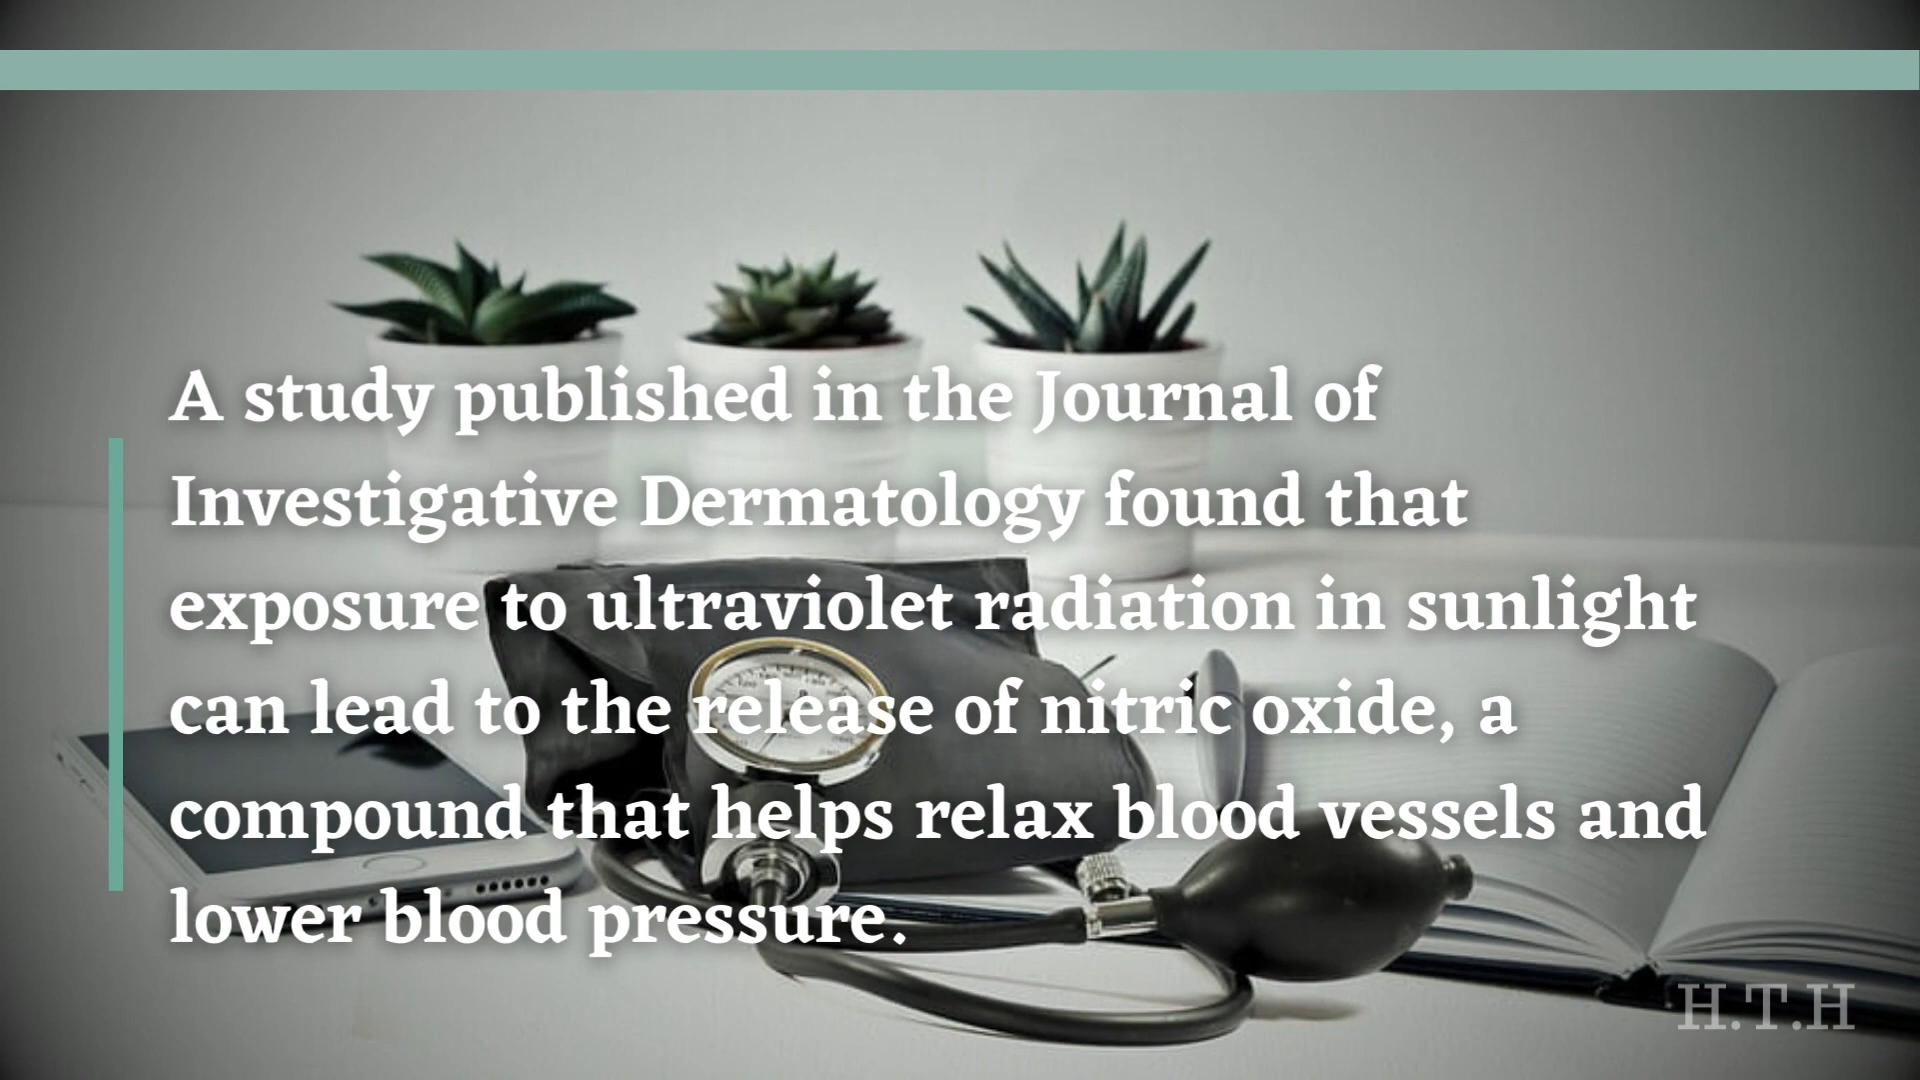 A study published in the Journal of
Investigative Dermatology found that
exposure to ultraviolet radiation in sunlight
can lead to the release of nitric oxide, a
compound that helps relax blood vessels and
lower blood pressure.
H.T.H